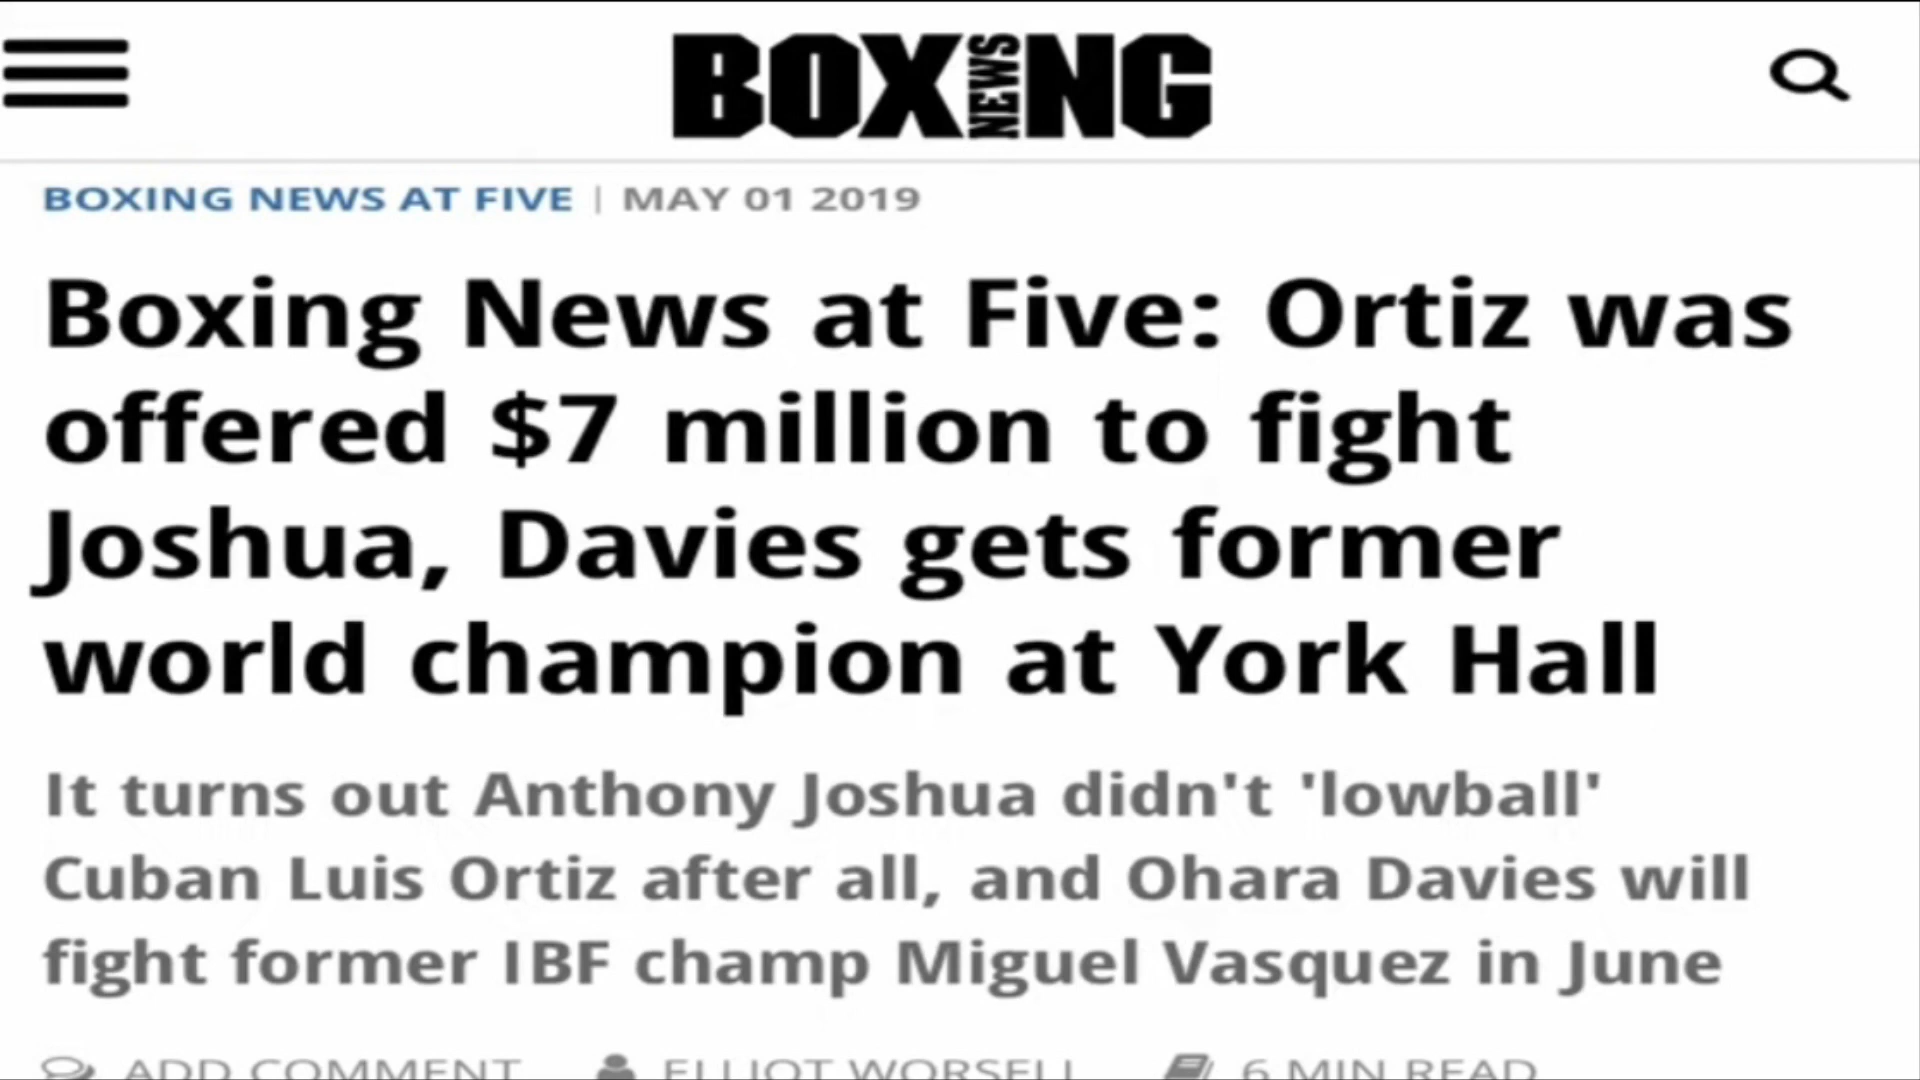 BOXING NEWS
BOXING NEWS AT FIVE | MAY 01 2019
Boxing News at Five: Ortiz was
offered $7 million to fight
Joshua, Davies gets former
world champion at York Hall
It turns out Anthony Joshua didn't 'lowball'
Cuban Luis Ortiz after all, and Ohara Davies will
fight former IBF champ Miguel Vasquez in June
ADD COMMENT ELLIOT WORSELL 6 MIN READ